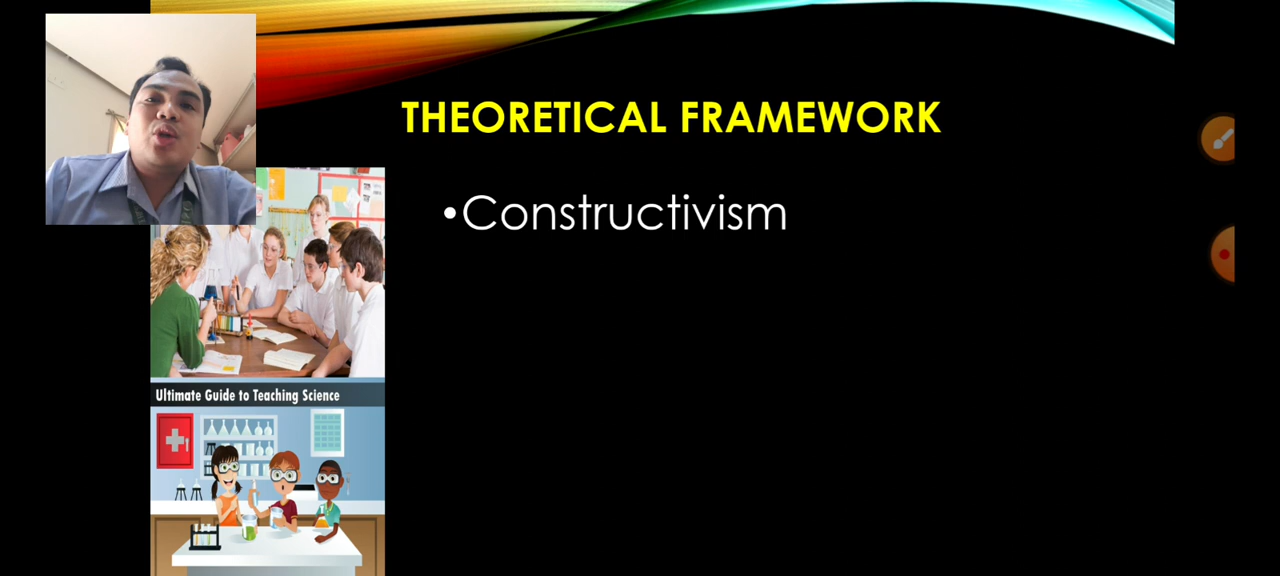 THEORETICAL FRAMEWORK
•Constructivism
Ultimate Guide to Teaching Science